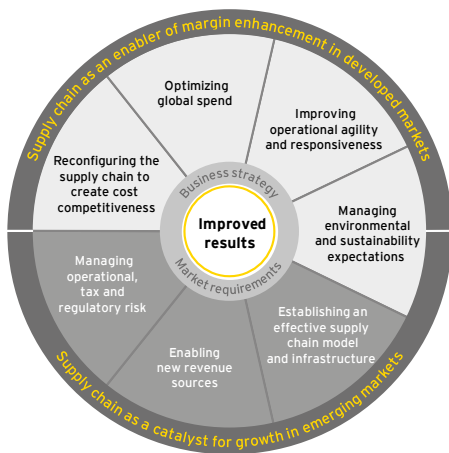 Supply chain as an enabler of margin enhancement in developed markets
Optimizing
global spend
Improving
operational agility
and responsiveness
Reconfiguring the
supply chain to
create cost
competitiveness
Business strategy
Improved
results
Market requirements
Managing
environmental
and sustainability
expectations
Managing
operational,
tax and
regulatory risk
Enabling
new revenue
sources
Establishing an
effective supply
chain model
and infrastructure
Supply chain as a catalyst for growth in emerging markets